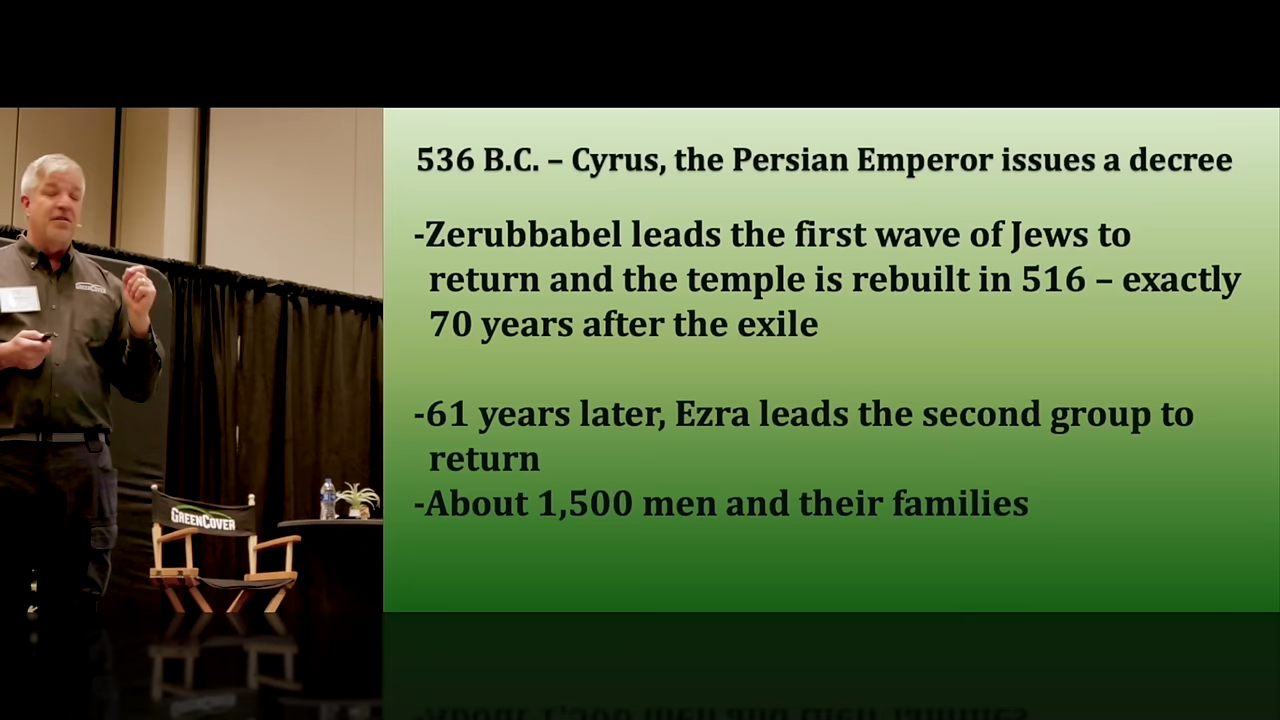 536 B.C. – Cyrus, the Persian Emperor issues a decree
-Zerubbabel leads the first wave of Jews to
return and the temple is rebuilt in 516 – exactly
70 years after the exile
-61 years later, Ezra leads the second group to
return
-About 1,500 men and their families
GREENCOVER